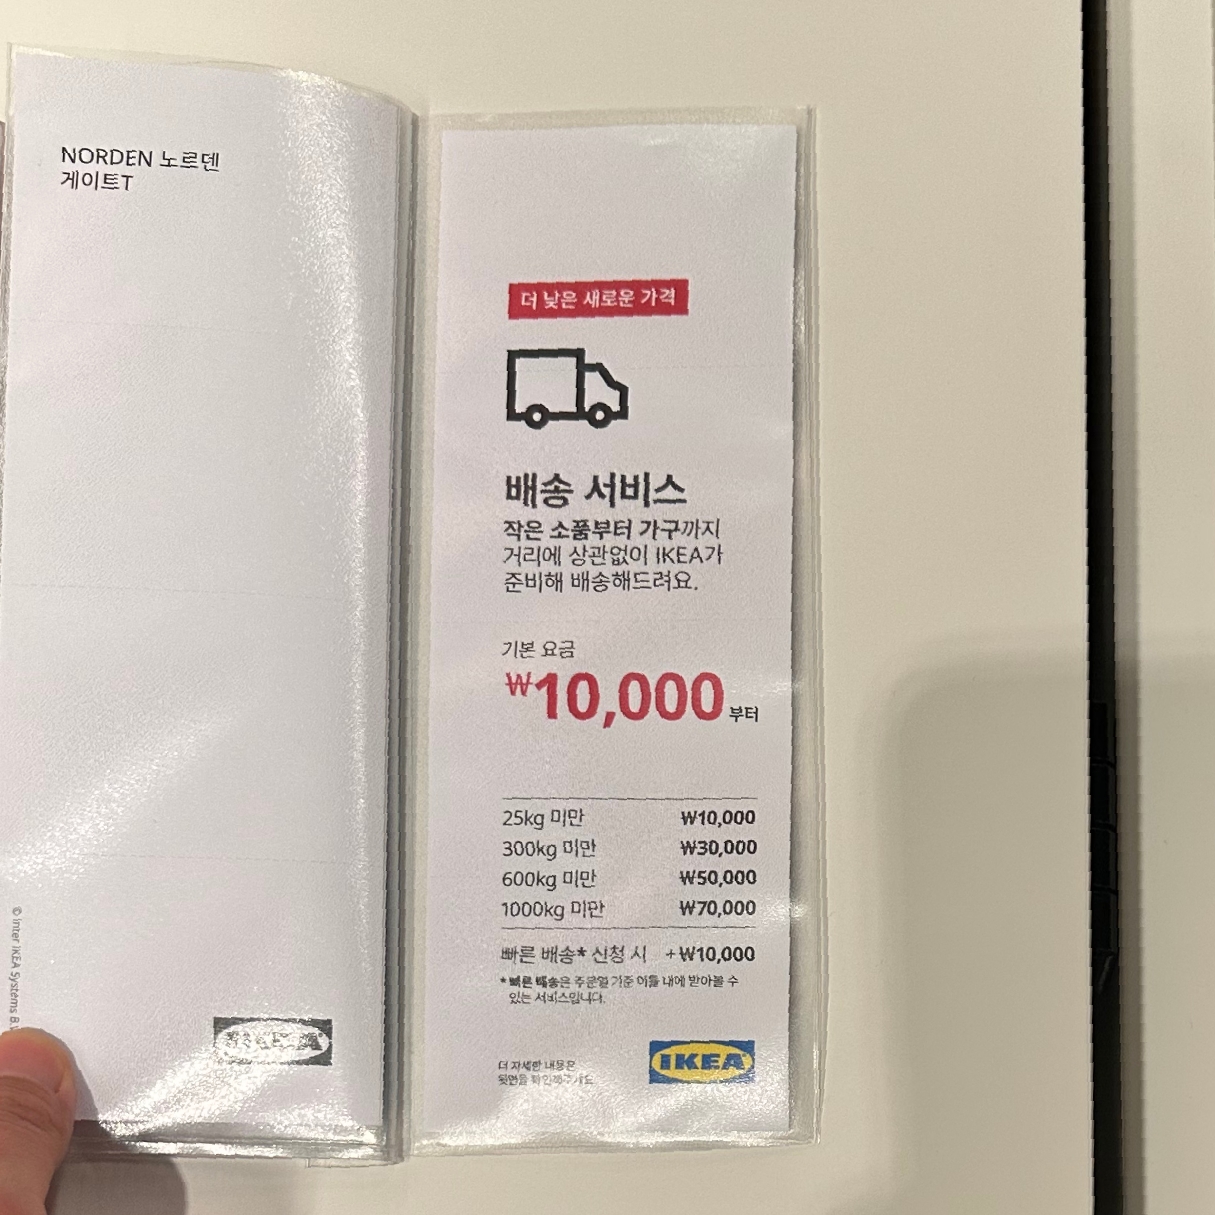 NORDEN 노르덴
게이트T
© Inter IKEA Systems B.V
IKEA
더 낮은 새로운 가격
배송 서비스
작은 소품부터 가구까지
거리에 상관없이 IKEA가
준비해 배송해드려요.
기본 요금
₩10,000 부터
25kg 미만 ₩10,000
300kg 미만 ₩30,000
600kg 미만 ₩50,000
1000kg 미만 ₩70,000
빠른 배송* 신청 시 +₩10,000
* 빠른 배송은 주문일 기준 이틀 내에 받아볼 수
있는 서비스입니다.
더 자세한 내용은
뒷면을
IKEA